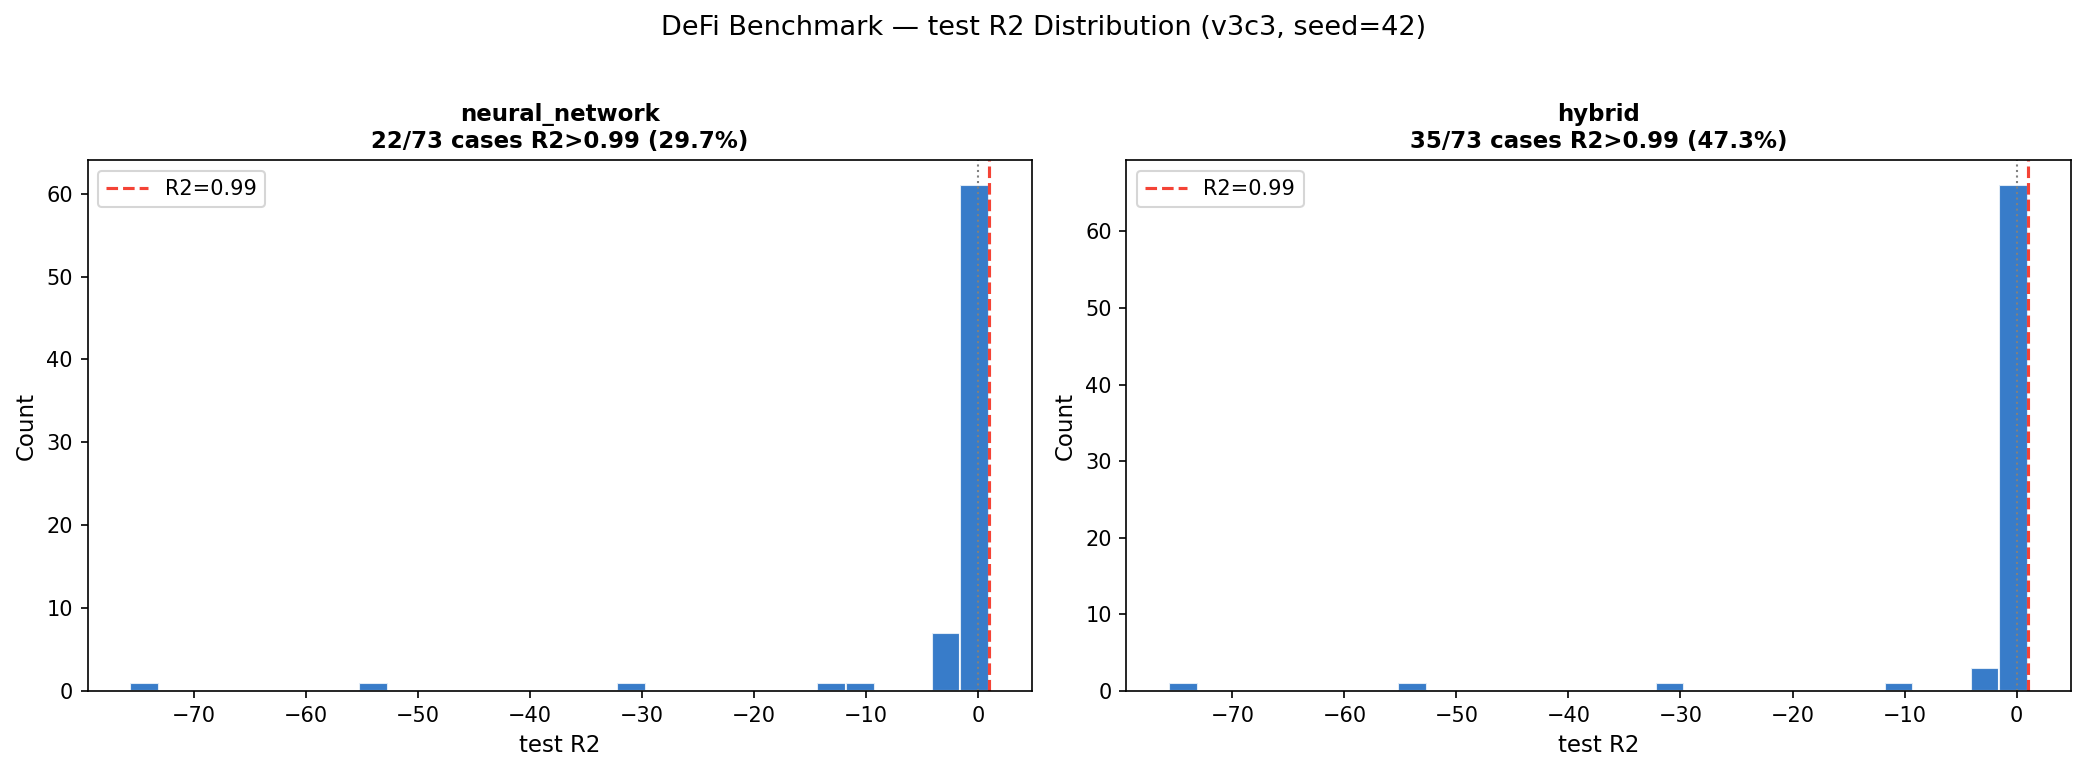 DeFi Benchmark — test R2 Distribution (v3c3, seed=42)
neural_network
22/73 cases R2>0.99 (29.7%)
R2=0.99
60
50
40
30
20
10
0
Count
−70 −60 −50 −40 −30 −20 −10 0
test R2
hybrid
35/73 cases R2>0.99 (47.3%)
R2=0.99
60
50
40
30
20
10
0
Count
−70 −60 −50 −40 −30 −20 −10 0
test R2